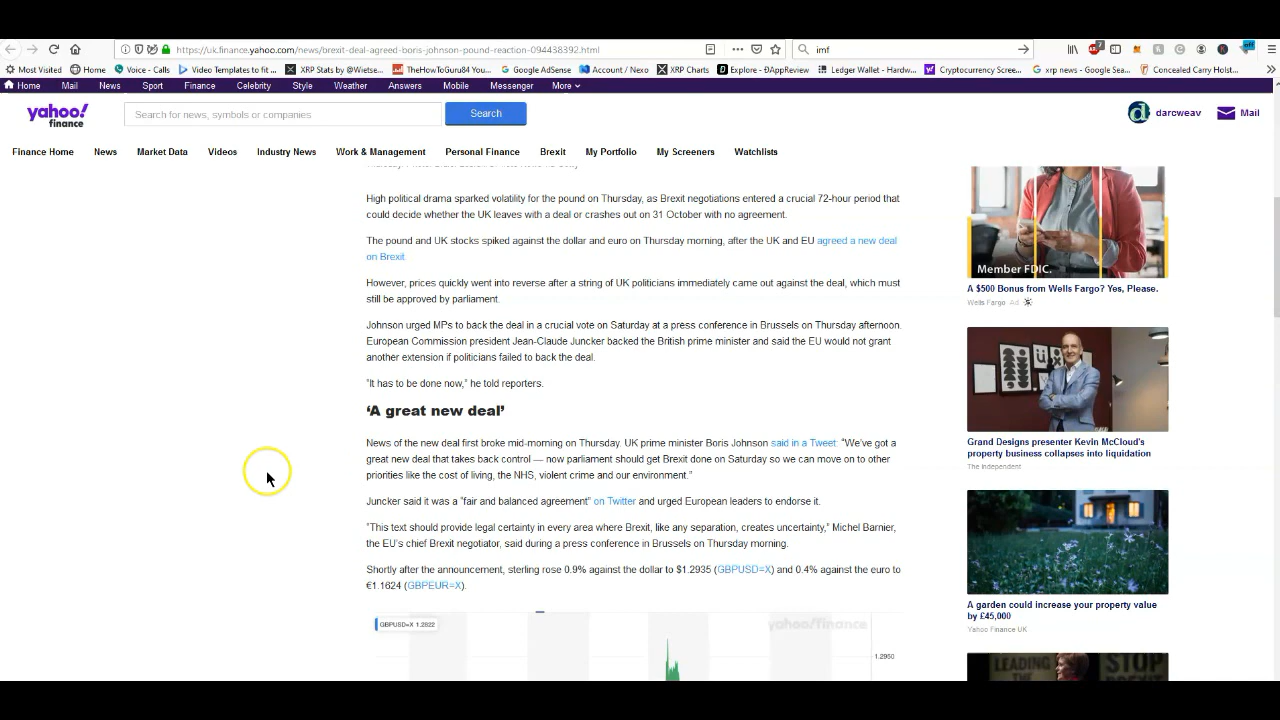 https://uk.finance.yahoo.com/news/brexit-deal-agreed-boris-johnson-pound-reaction-094438392.html
imf
7
off
Most Visited Home Voice - Calls Video Templates to fit ... XRP Stats by @Wietse... TheHowToGuru84 You... Google AdSense Account / Nexo XRP Charts Explore - ÐAppReview Ledger Wallet - Hardw... Cryptocurrency Screen... xrp news - Google Sea... Concealed Carry Holst...
Home Mail News Sport Finance Celebrity Style Weather Answers Mobile Messenger More
yahoo!
finance
Search for news, symbols or companies
Search
d
darcweav
Mail
Finance Home News Market Data Videos Industry News Work & Management Personal Finance Brexit My Portfolio My Screeners Watchlists
High political drama sparked volatility for the pound on Thursday, as Brexit negotiations entered a crucial 72-hour period that
could decide whether the UK leaves with a deal or crashes out on 31 October with no agreement.
The pound and UK stocks spiked against the dollar and euro on Thursday morning, after the UK and EU agreed a new deal
on Brexit.
However, prices quickly went into reverse after a string of UK politicians immediately came out against the deal, which must
still be approved by parliament.
Johnson urged MPs to back the deal in a crucial vote on Saturday at a press conference in Brussels on Thursday afternoon.
European Commission president Jean-Claude Juncker backed the British prime minister and said the EU would not grant
another extension if politicians failed to back the deal.
“It has to be done now,” he told reporters.
‘A great new deal’
News of the new deal first broke mid-morning on Thursday. UK prime minister Boris Johnson said in a Tweet: “We’ve got a
great new deal that takes back control — now parliament should get Brexit done on Saturday so we can move on to other
priorities like the cost of living, the NHS, violent crime and our environment.”
Juncker said it was a “fair and balanced agreement” on Twitter and urged European leaders to endorse it.
“This text should provide legal certainty in every area where Brexit, like any separation, creates uncertainty,” Michel Barnier,
the EU’s chief Brexit negotiator, said during a press conference in Brussels on Thursday morning.
Shortly after the announcement, sterling rose 0.9% against the dollar to $1.2935 (GBPUSD=X) and 0.4% against the euro to
€1.1624 (GBPEUR=X).
GBPUSD=X 1.2822
yahoo/finance
1.2950
Member FDIC.
A $500 Bonus from Wells Fargo? Yes, Please.
Wells Fargo Ad
Grand Designs presenter Kevin McCloud's
property business collapses into liquidation
The Independent
A garden could increase your property value
by £45,000
Yahoo Finance UK
LEADING STOP
THE